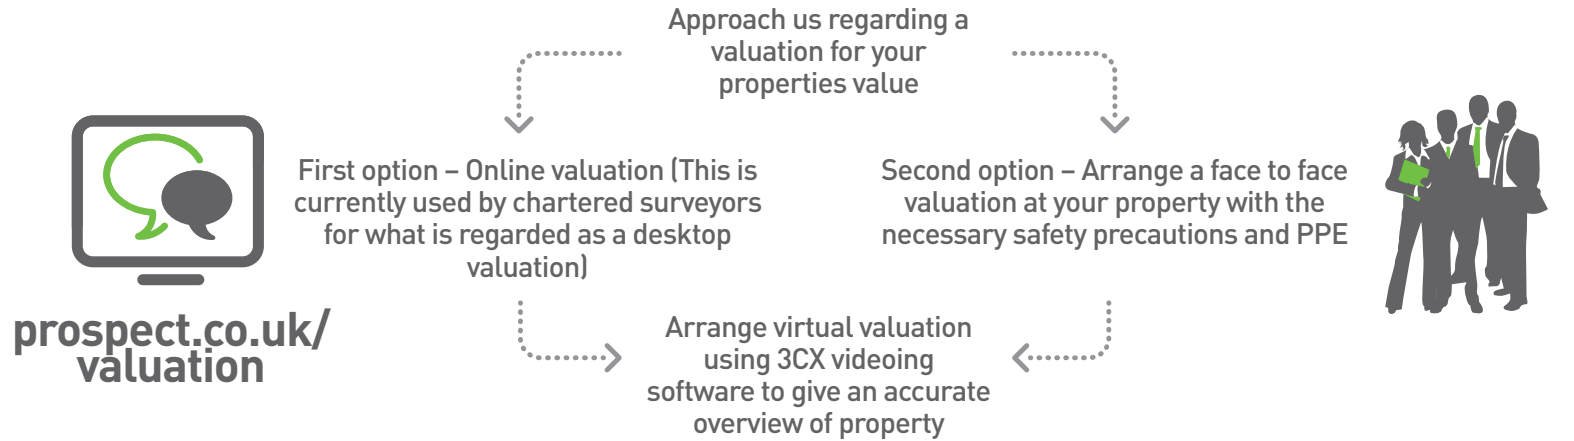 Approach us regarding a
valuation for your
properties value
First option – Online valuation (This is
currently used by chartered surveyors
for what is regarded as a desktop
valuation)
Second option – Arrange a face to face
valuation at your property with the
necessary safety precautions and PPE
prospect.co.uk/
valuation
Arrange virtual valuation
using 3CX videoing
software to give an accurate
overview of property